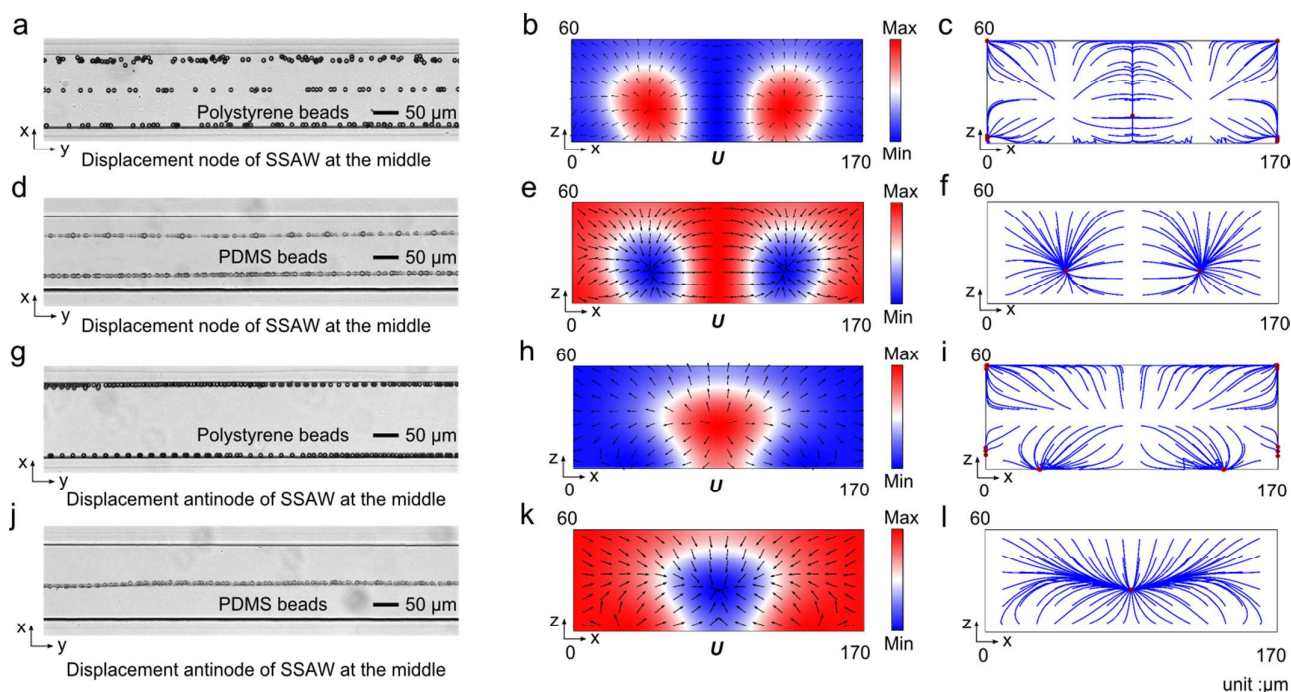 a
Polystyrene beads 50 μm
x
y
Displacement node of SSAW at the middle
b
60
z
x
0
U
170
Max
Min
c
60
z
x
0
170
d
PDMS beads 50 μm
x
y
Displacement node of SSAW at the middle
e
60
z
x
0
U
170
Max
Min
f
60
z
x
0
170
g
Polystyrene beads 50 μm
x
y
Displacement antinode of SSAW at the middle
h
60
z
x
0
U
170
Max
Min
i
60
z
x
0
170
j
PDMS beads 50 μm
x
y
Displacement antinode of SSAW at the middle
k
60
z
x
0
U
170
Max
Min
l
60
z
x
0
170
unit :μm